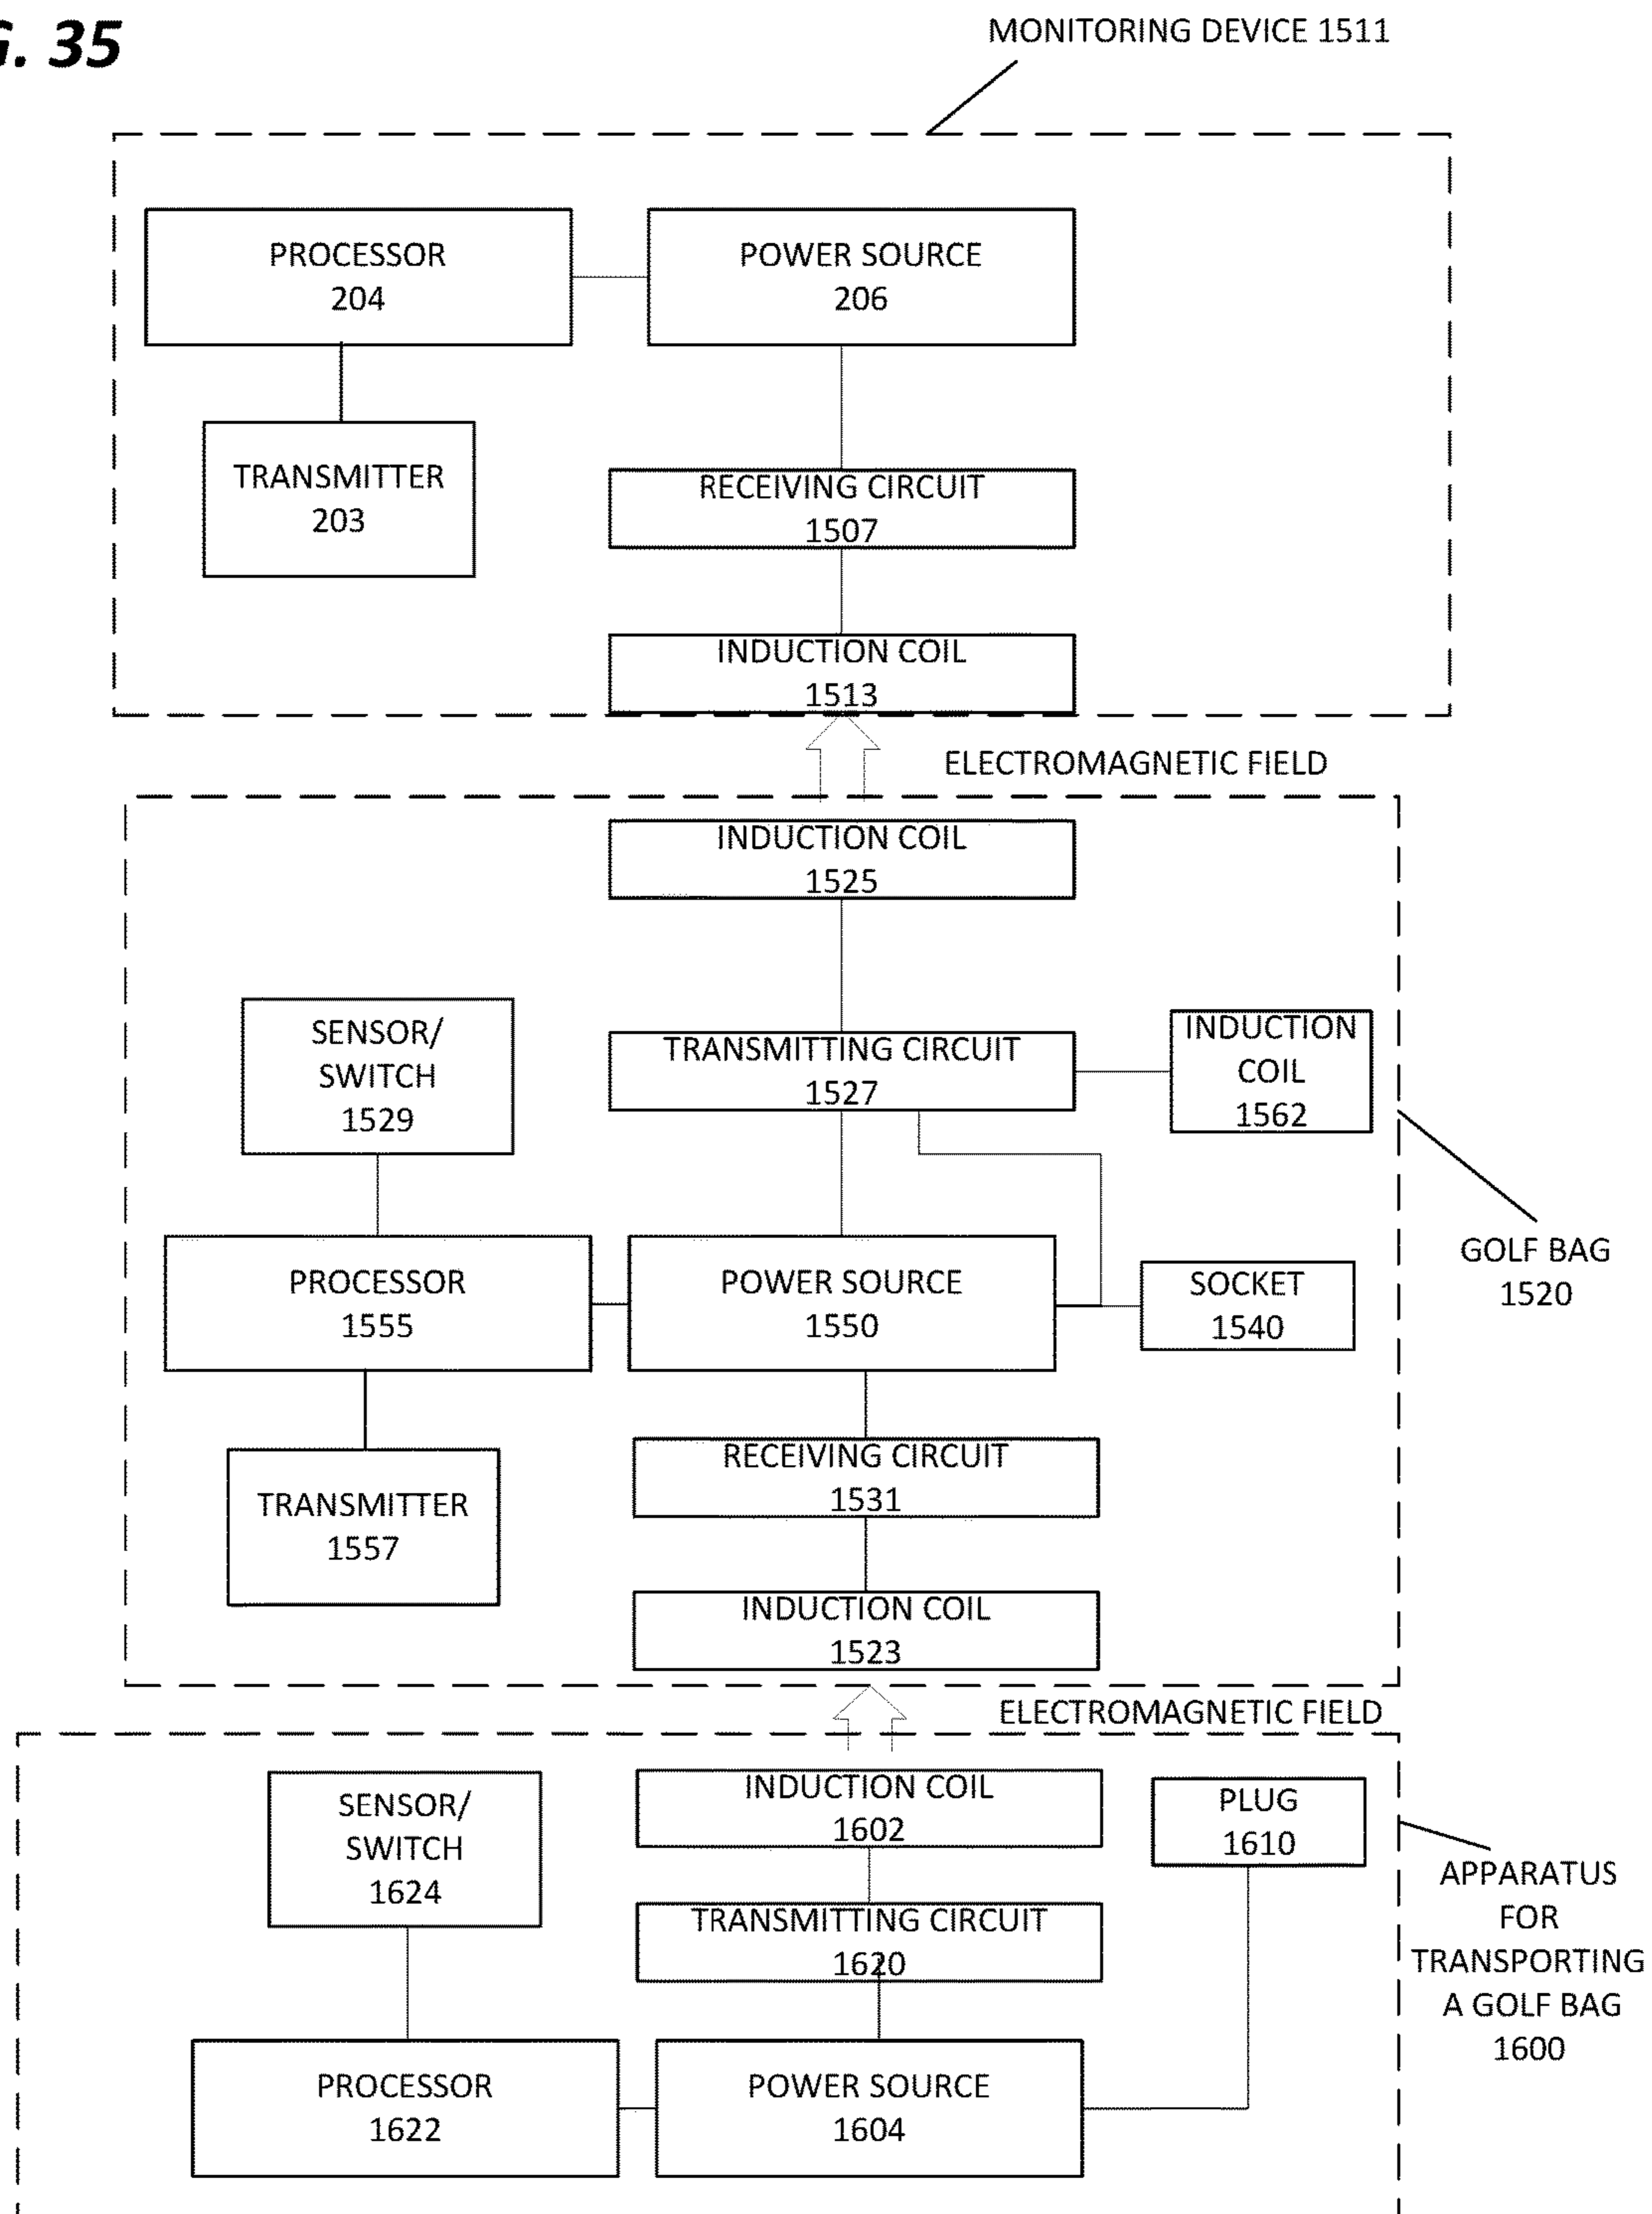 G. 35
MONITORING DEVICE 1511
PROCESSOR
204
POWER SOURCE
206
TRANSMITTER
203
RECEIVING CIRCUIT
1507
INDUCTION COIL
1513
ELECTROMAGNETIC FIELD
INDUCTION COIL
1525
SENSOR/
SWITCH
1529
TRANSMITTING CIRCUIT
1527
INDUCTION
COIL
1562
GOLF BAG
1520
PROCESSOR
1555
POWER SOURCE
1550
SOCKET
1540
RECEIVING CIRCUIT
1531
TRANSMITTER
1557
INDUCTION COIL
1523
ELECTROMAGNETIC FIELD
SENSOR/
SWITCH
1624
INDUCTION COIL
1602
PLUG
1610
TRANSMITTING CIRCUIT
1620
APPARATUS
FOR
TRANSPORTING
A GOLF BAG
1600
PROCESSOR
1622
POWER SOURCE
1604